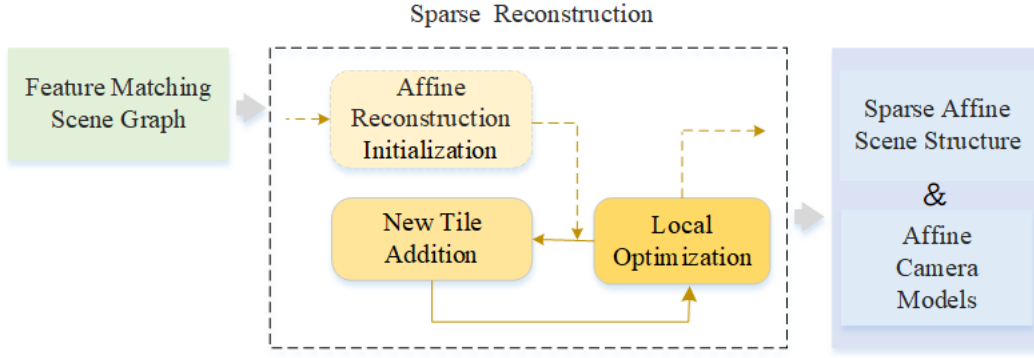 Sparse Reconstruction
Feature Matching
Scene Graph
Affine
Reconstruction
Initialization
New Tile
Addition
Local
Optimization
Sparse Affine
Scene Structure
&
Affine
Camera
Models